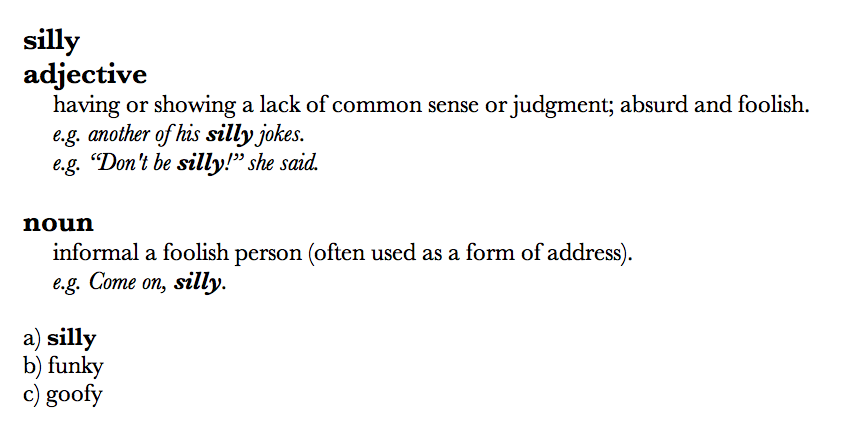 silly
adjective
having or showing a lack of common sense or judgment; absurd and foolish.
e.g. another of his silly jokes.
e.g. “Don't be silly!” she said.
noun
informal a foolish person (often used as a form of address).
e.g. Come on, silly.
a) silly
b) funky
c) goofy